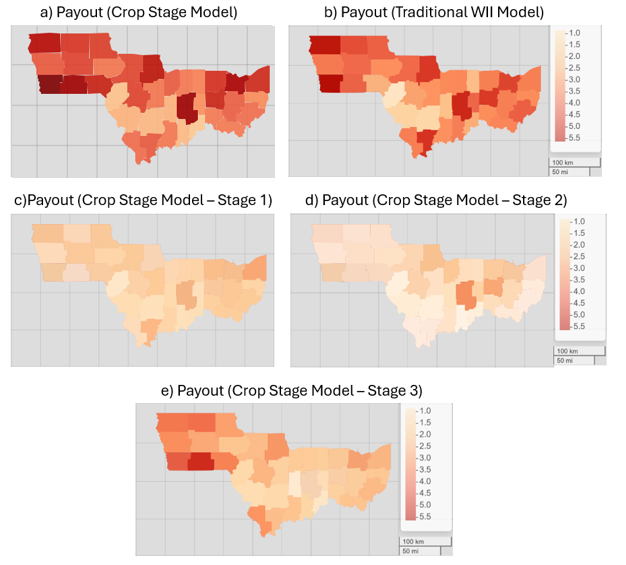 a) Payout (Crop Stage Model)
b) Payout (Traditional WII Model)
1.0
1.5
2.0
2.5
3.0
3.5
4.0
4.5
5.0
5.5
100 km
50 mi
c)Payout (Crop Stage Model – Stage 1)
d) Payout (Crop Stage Model – Stage 2)
1.0
1.5
2.0
2.5
3.0
3.5
4.0
4.5
5.0
5.5
100 km
50 mi
e) Payout (Crop Stage Model – Stage 3)
1.0
1.5
2.0
2.5
3.0
3.5
4.0
4.5
5.0
5.5
100 km
50 mi